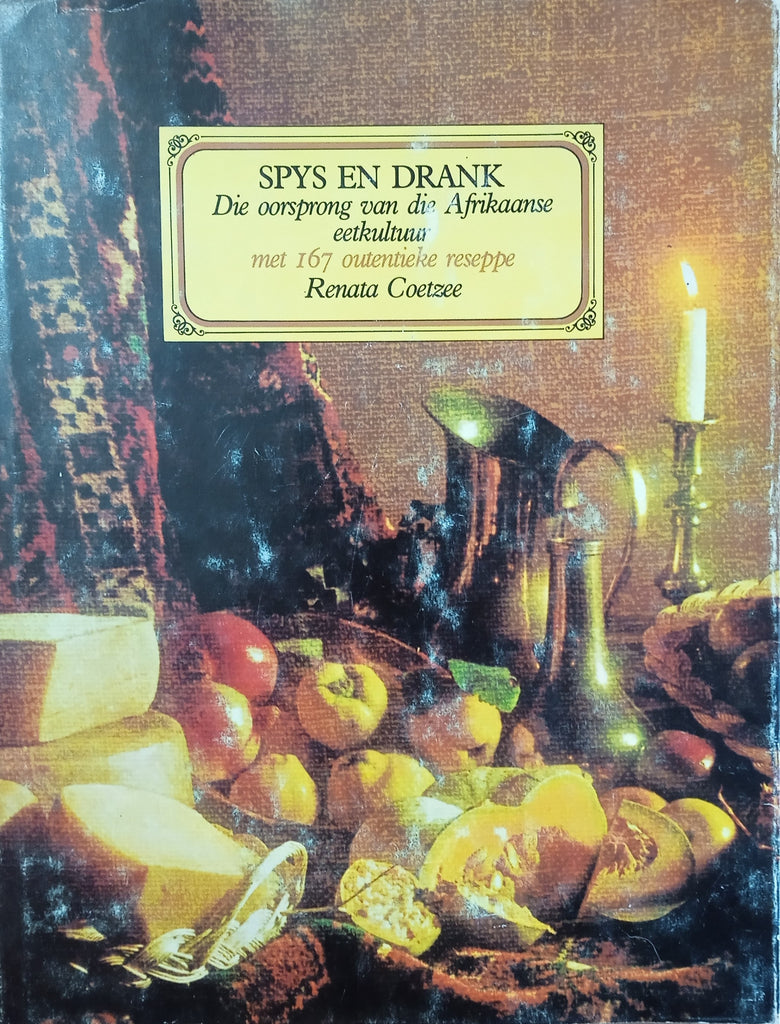 SPYS EN DRANK
Die oorsprong van die Afrikaanse
eetkultuur
met 167 outentieke reseppe
Renata Coetzee